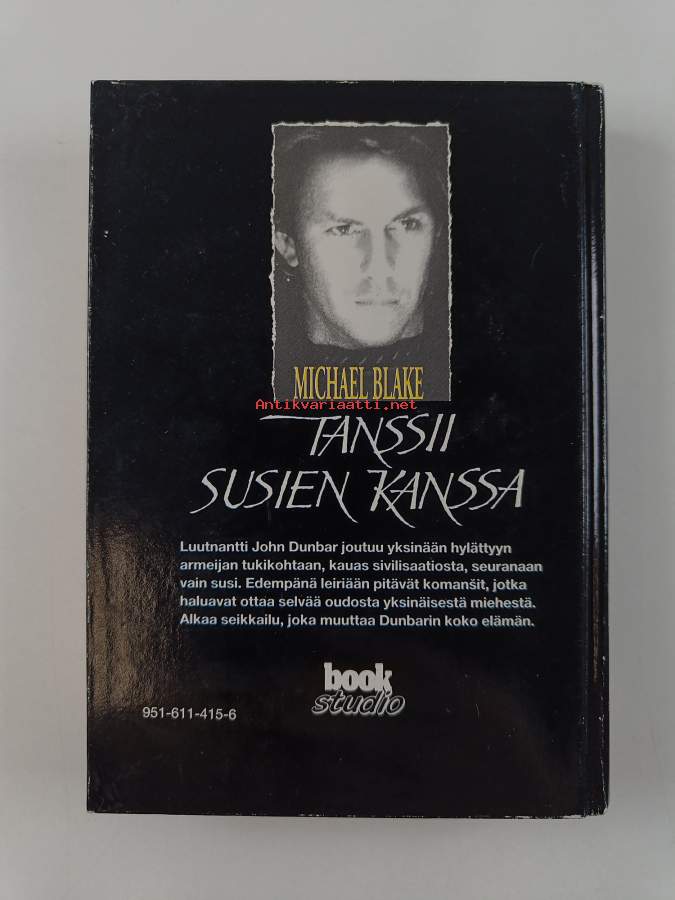 MICHAEL BLAKE
Antikvariaatti.net
TANSSII
SUSIEN KANSSA
Luutnantti John Dunbar joutuu yksinään hylättyyn
armeijan tukikohtaan, kauas sivilisaatiosta, seuranaan
vain susi. Edempänä leiriään pitävät komanšit, jotka
haluavat ottaa selvää oudosta yksinäisestä miehestä.
Alkaa seikkailu, joka muuttaa Dunbarin koko elämän.
book
studio
951-611-415-6